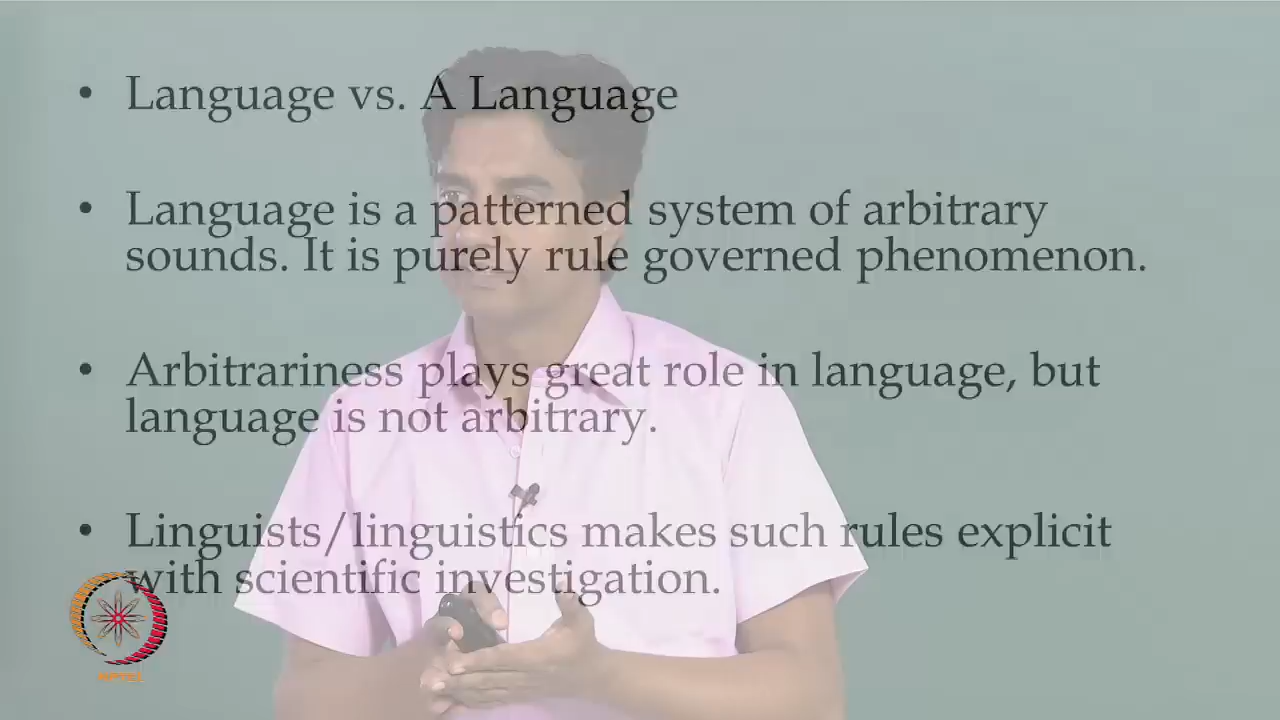 • Language vs. A Language
• Language is a patterned system of arbitrary
sounds. It is purely rule governed phenomenon.
• Arbitrariness plays great role in language, but
language is not arbitrary.
• Linguists/linguistics makes such rules explicit
with scientific investigation.
NPTEL